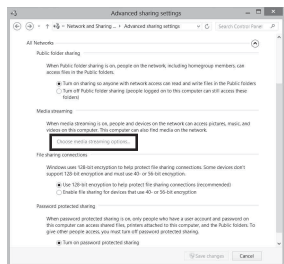 Advanced sharing settings
Network and Sharing ... Advanced sharing settings
Search Control Panel
All Networks
Public folder sharing
When Public folder sharing is on, people on the network, including homegroup members, can
access files in the Public folders.
Turn on sharing so anyone with network access can read and write files in the Public folders
Turn off Public folder sharing (people logged on to this computer can still access these
folders)
Media streaming
When media streaming is on, people and devices on the network can access pictures, music, and
videos on this computer. This computer can also find media on the network.
Choose media streaming options...
File sharing connections
Windows uses 128-bit encryption to help protect file sharing connections. Some devices don't
support 128-bit encryption and must use 40- or 56-bit encryption.
Use 128-bit encryption to help protect file sharing connections (recommended)
Enable file sharing for devices that use 40- or 56-bit encryption
Password protected sharing
When password protected sharing is on, only people who have a user account and password on
this computer can access shared files, printers attached to this computer, and the Public folders. To
give other people access, you must turn off password protected sharing.
Turn on password protected sharing
Save changes
Cancel